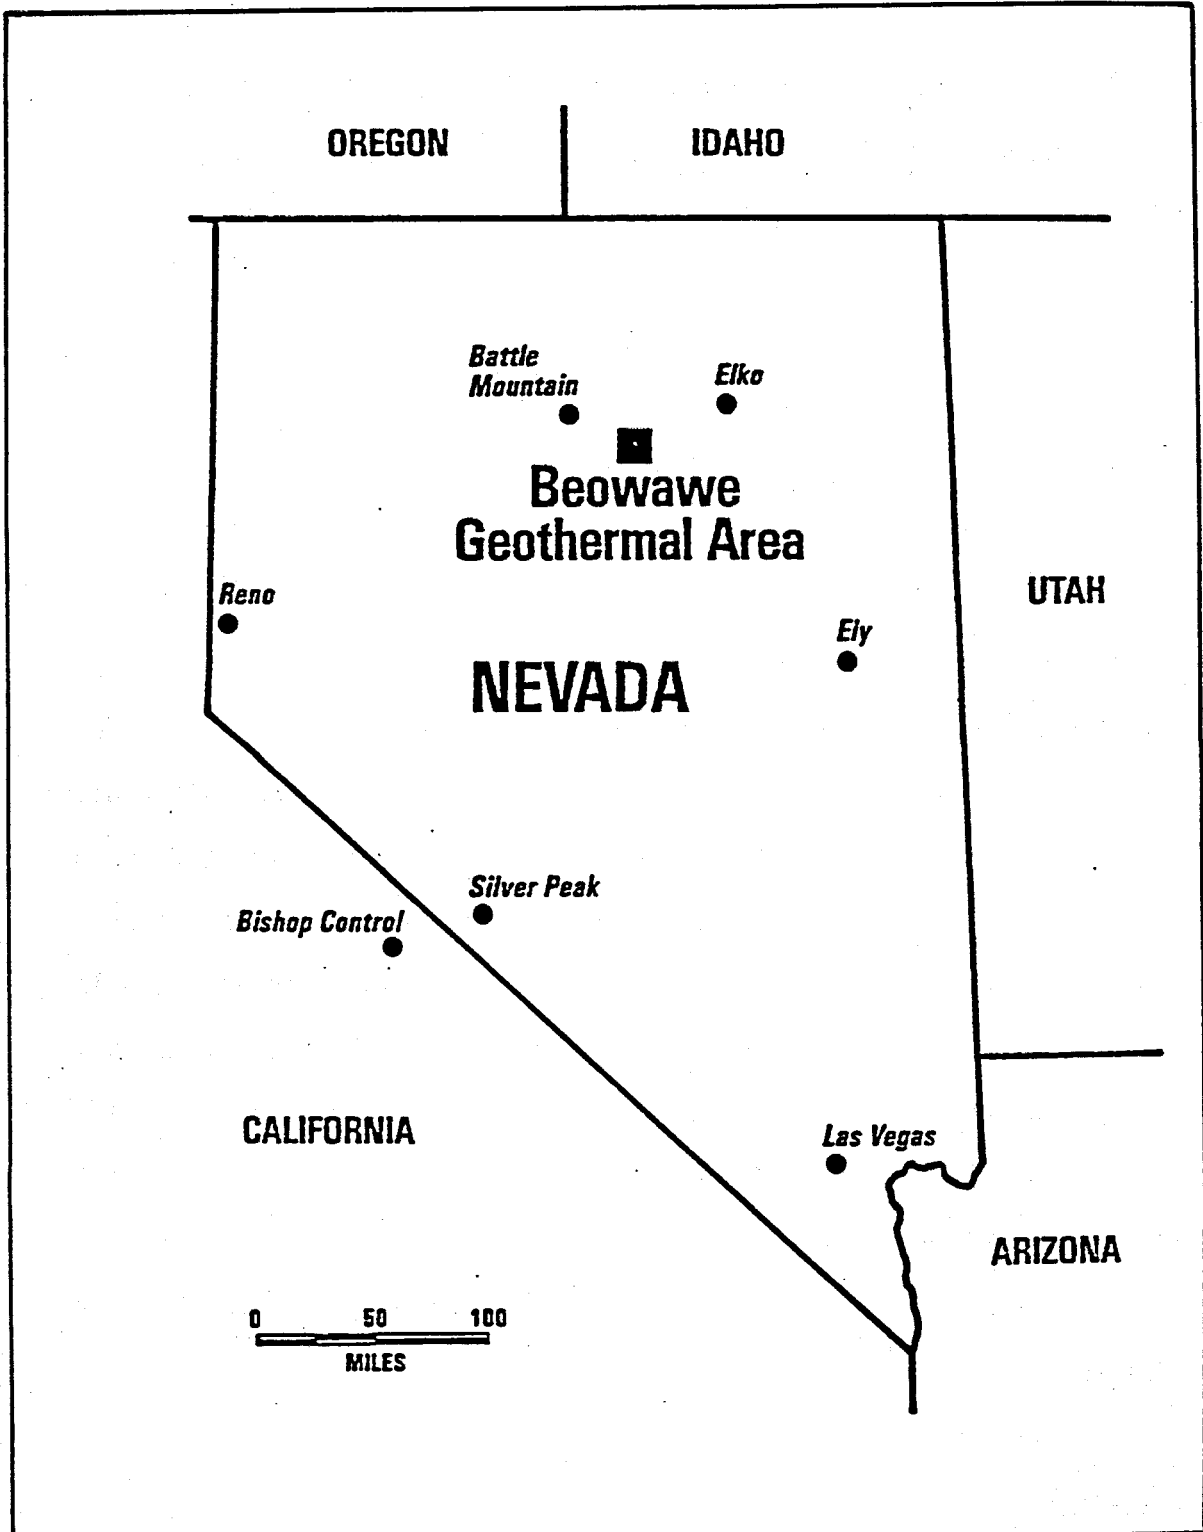 OREGON
IDAHO
Battle
Mountain
Elko
Beowawe
Geothermal Area
Reno
UTAH
Ely
NEVADA
Silver Peak
Bishop Control
CALIFORNIA
Las Vegas
ARIZONA
0 50 100
MILES